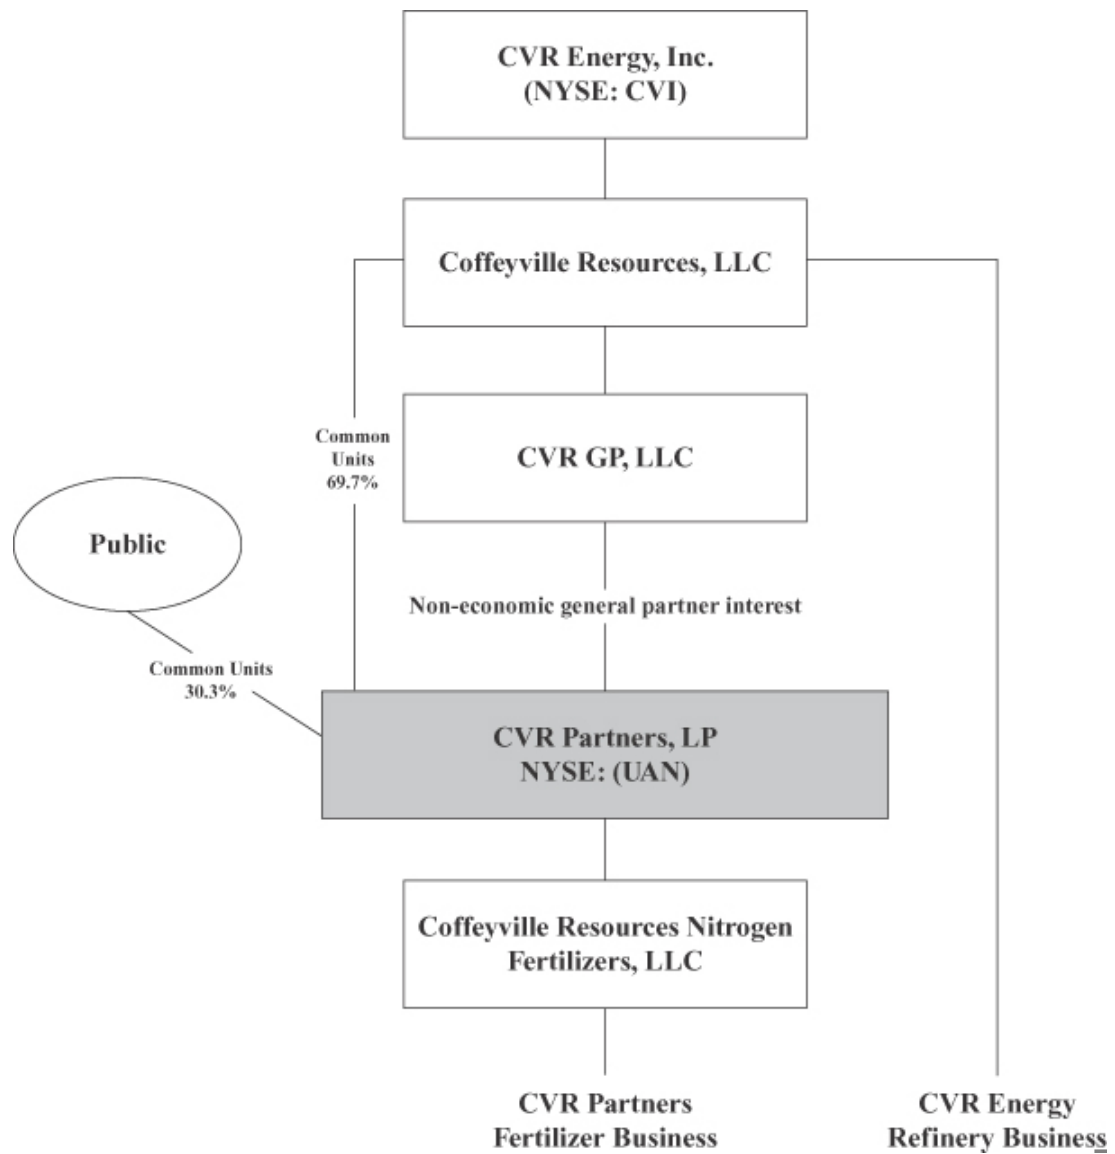 CVR Energy, Inc.
(NYSE: CVI)
Coffeyville Resources, LLC
Common
Units
69.7%
CVR GP, LLC
Public
Non-economic general partner interest
Common Units
30.3%
CVR Partners, LP
NYSE: (UAN)
Coffeyville Resources Nitrogen
Fertilizers, LLC
CVR Partners
Fertilizer Business
CVR Energy
Refinery Business